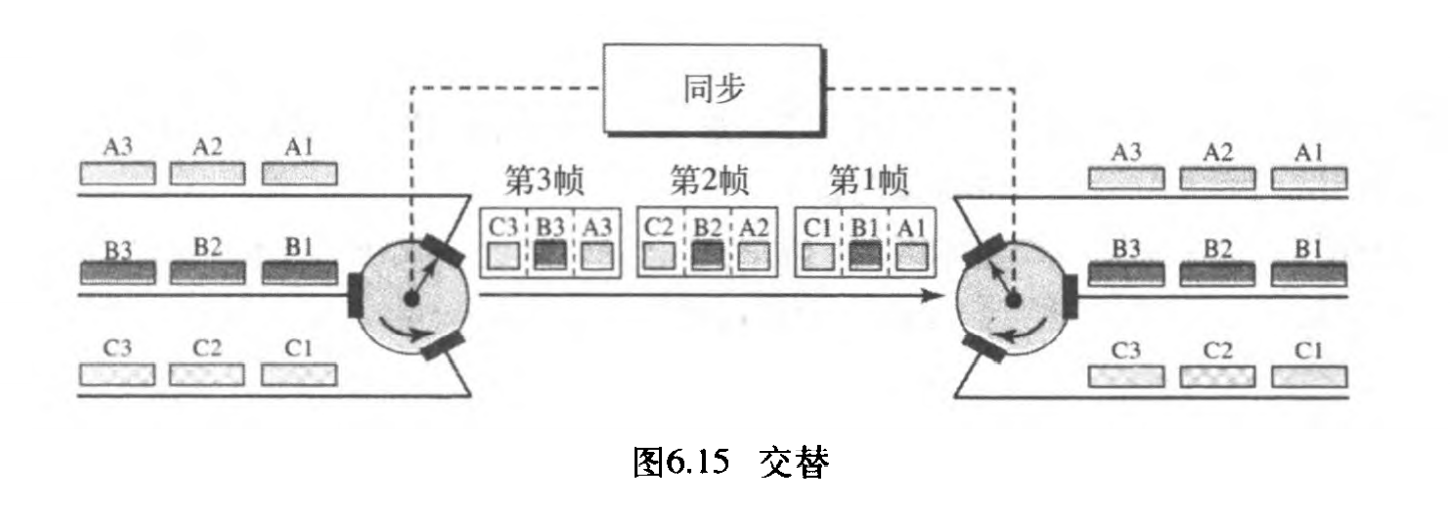 同步
A3 A2 A1
A3 A2 A1
第3帧 第2帧 第1帧
C3 B3 A3 C2 B2 A2 C1 B1 A1
B3 B2 B1
B3 B2 B1
C3 C2 C1
C3 C2 C1
图6.15 交替